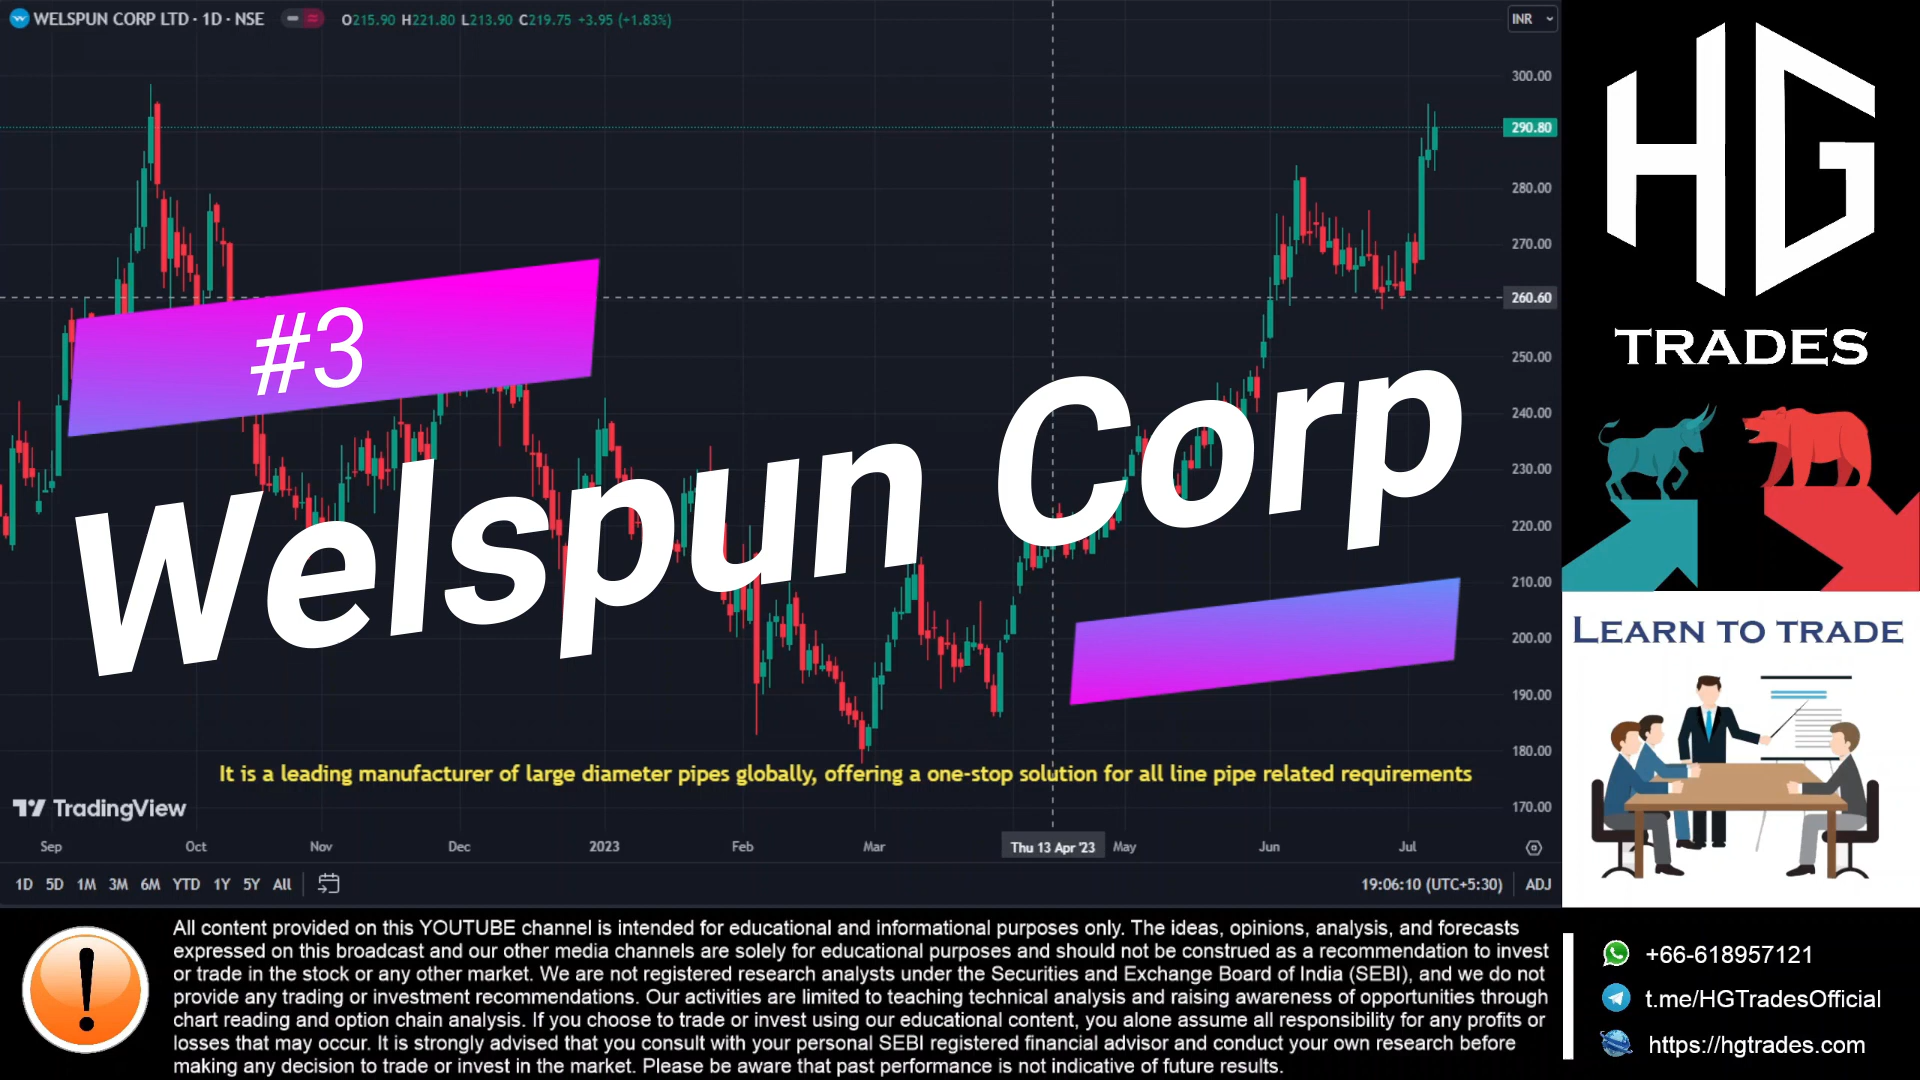 WELSPUN CORP LTD · 1D · NSE
O215.90 H221.80 L213.90 C219.75 +3.95 (+1.83%)
INR
300.00
290.80
280.00
270.00
260.60
250.00
240.00
230.00
220.00
210.00
200.00
190.00
180.00
170.00
#3
Welspun Corp
It is a leading manufacturer of large diameter pipes globally, offering a one-stop solution for all line pipe related requirements
TradingView
Sep Oct Nov Dec 2023 Feb Mar Thu 13 Apr '23 May Jun Jul
1D 5D 1M 3M 6M YTD 1Y 5Y All
19:06:10 (UTC+5:30) ADJ
HG
TRADES
LEARN TO TRADE
All content provided on this YOUTUBE channel is intended for educational and informational purposes only. The ideas, opinions, analysis, and forecasts
expressed on this broadcast and our other media channels are solely for educational purposes and should not be construed as a recommendation to invest
or trade in the stock or any other market. We are not registered research analysts under the Securities and Exchange Board of India (SEBI), and we do not
provide any trading or investment recommendations. Our activities are limited to teaching technical analysis and raising awareness of opportunities through
chart reading and option chain analysis. If you choose to trade or invest using our educational content, you alone assume all responsibility for any profits or
losses that may occur. It is strongly advised that you consult with your personal SEBI registered financial advisor and conduct your own research before
making any decision to trade or invest in the market. Please be aware that past performance is not indicative of future results.
+66-618957121
t.me/HGTradesOfficial
https://hgtrades.com